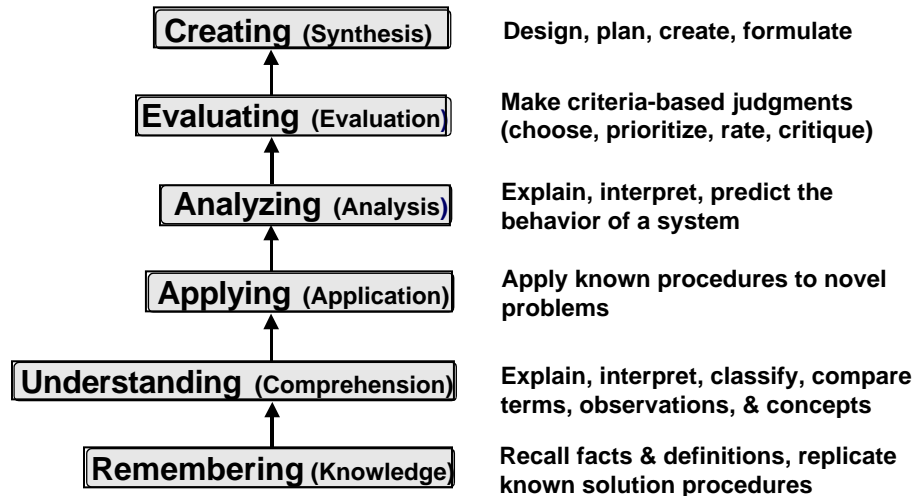 Creating (Synthesis)
Design, plan, create, formulate
Evaluating (Evaluation)
Make criteria-based judgments
(choose, prioritize, rate, critique)
Analyzing (Analysis)
Explain, interpret, predict the
behavior of a system
Applying (Application)
Apply known procedures to novel
problems
Understanding (Comprehension)
Explain, interpret, classify, compare
terms, observations, & concepts
Remembering (Knowledge)
Recall facts & definitions, replicate
known solution procedures